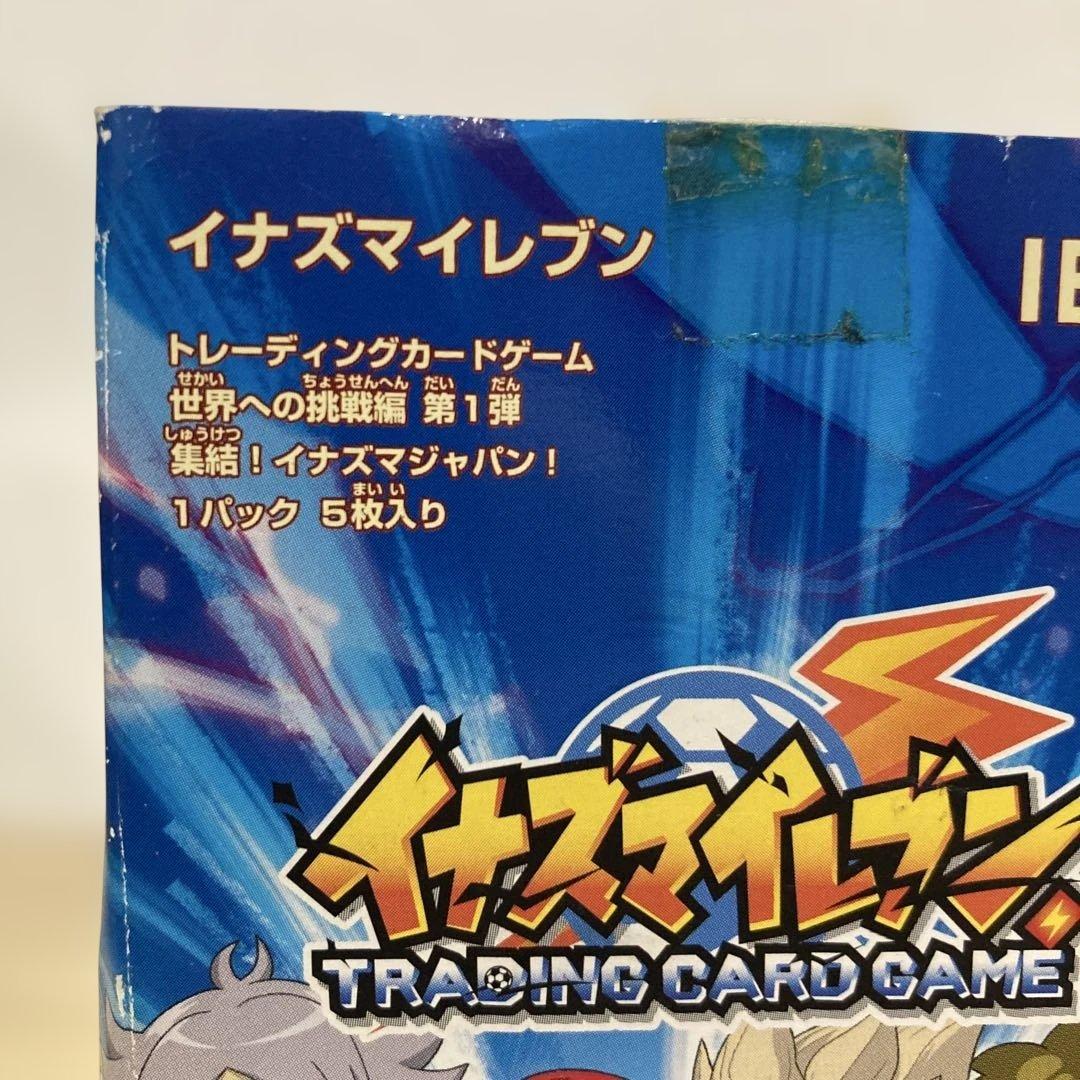 イナズマイレブン
IE
トレーディングカードゲーム
せかい ちょうせんへん だい だん
世界への挑戦編 第1弾
しゅうけつ
集結！イナズマジャパン！
まい い
1パック 5枚入り
イナズマイレブン
TRADING CARD GAME